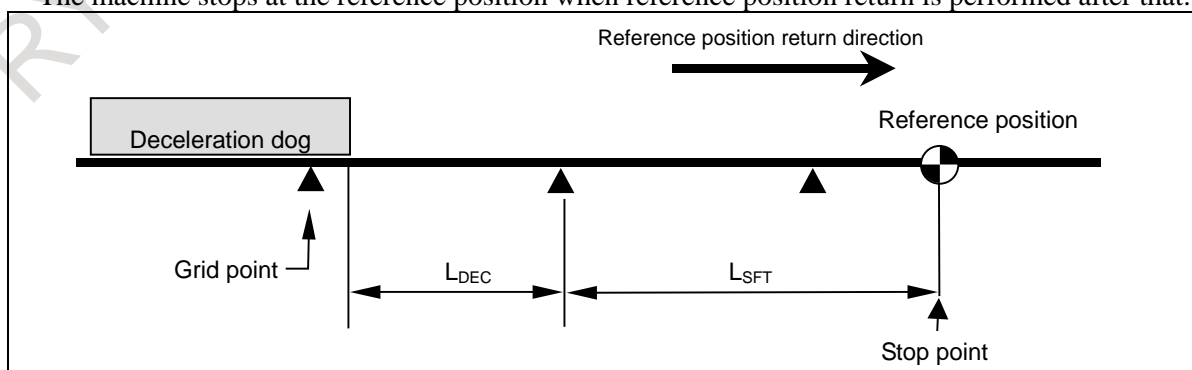 The machine stops at the reference position when reference position return is performed after that.
Reference position return direction
Reference position
Deceleration dog
Grid point
LDEC
LSFT
Stop point
RY